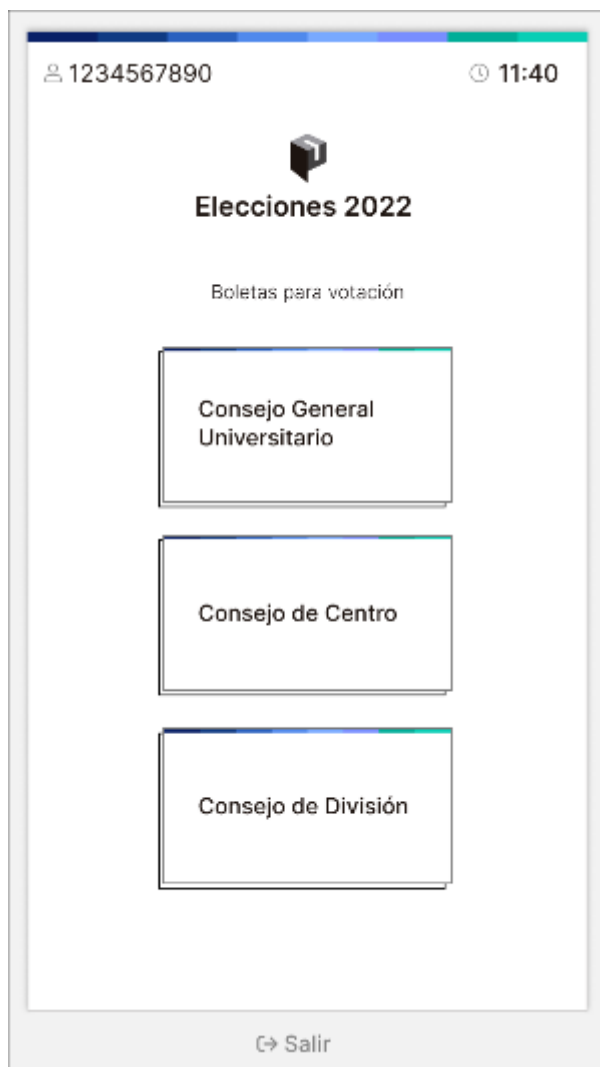 1234567890 11:40
Elecciones 2022
Boletas para votación
Consejo General
Universitario
Consejo de Centro
Consejo de División
Salir